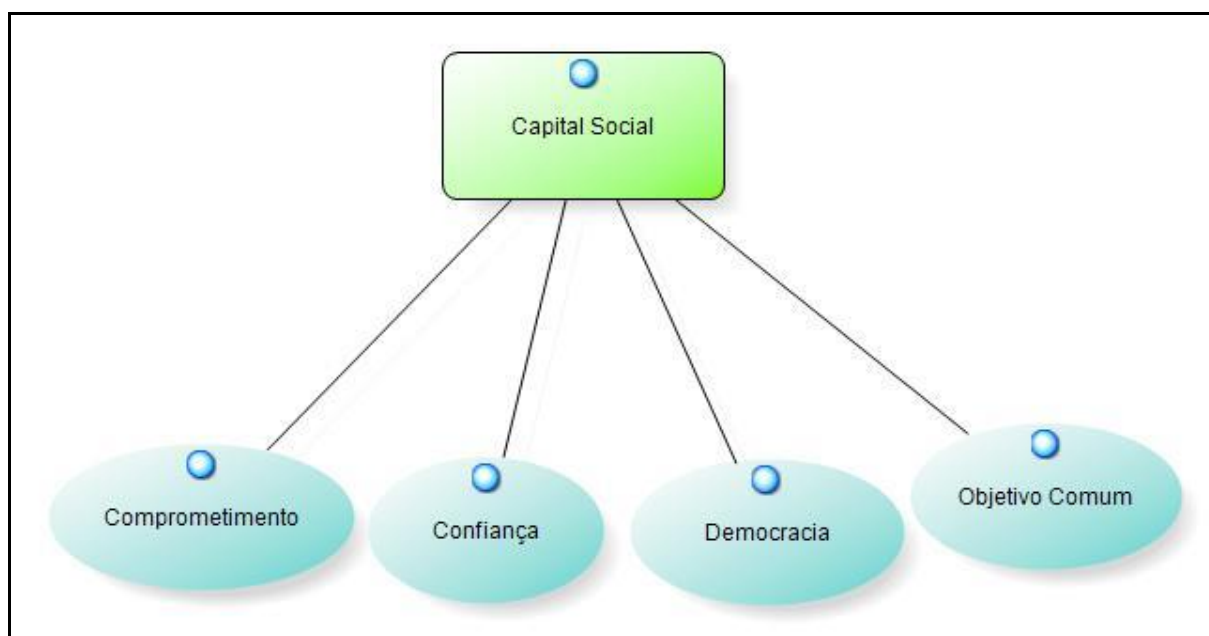 Capital Social
Comprometimento
Confiança
Democracia
Objetivo Comum